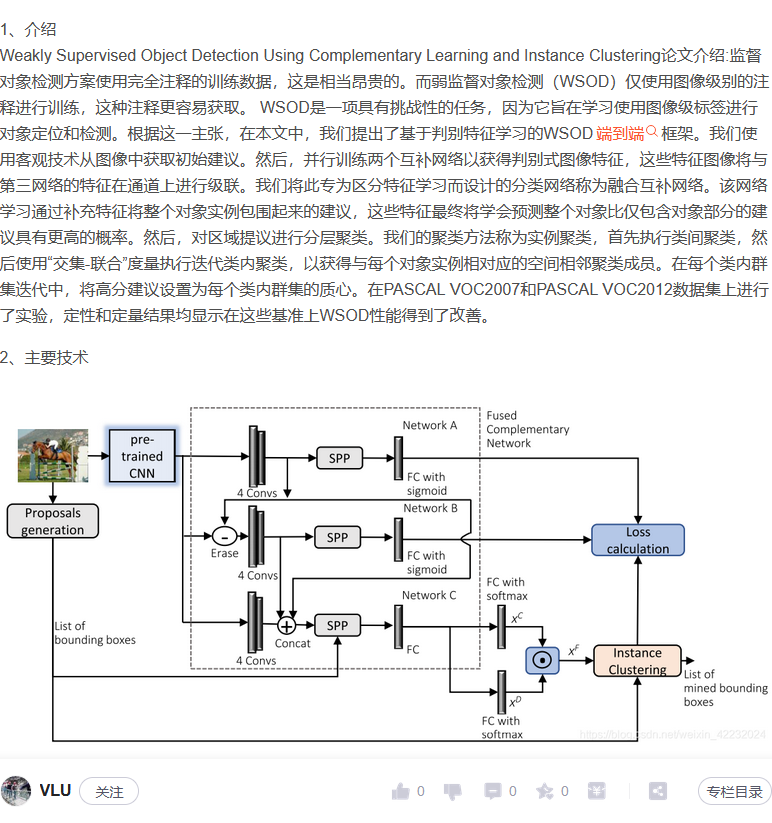 1、介绍
Weakly Supervised Object Detection Using Complementary Learning and Instance Clustering论文介绍:监督
对象检测方案使用完全注释的训练数据，这是相当昂贵的。而弱监督对象检测（WSOD）仅使用图像级别的注
释进行训练，这种注释更容易获取。 WSOD是一项具有挑战性的任务，因为它旨在学习使用图像级标签进行
对象定位和检测。根据这一主张，在本文中，我们提出了基于判别特征学习的WSOD 端到端 框架。我们使
用客观技术从图像中获取初始建议。然后，并行训练两个互补网络以获得判别式图像特征，这些特征图像将与
第三网络的特征在通道上进行级联。我们将此专为区分特征学习而设计的分类网络称为融合互补网络。该网络
学习通过补充特征将整个对象实例包围起来的建议，这些特征最终将学会预测整个对象比仅包含对象部分的建
议具有更高的概率。然后，对区域提议进行分层聚类。我们的聚类方法称为实例聚类，首先执行类间聚类，然
后使用“交集-联合”度量执行迭代类内聚类，以获得与每个对象实例相对应的空间相邻聚类成员。在每个类内群
集迭代中，将高分建议设置为每个类内群集的质心。在PASCAL VOC2007和PASCAL VOC2012数据集上进行
了实验，定性和定量结果均显示在这些基准上WSOD性能得到了改善。
2、主要技术
pre-
trained
CNN
Proposals
generation
List of
bounding boxes
Network A
4 Convs
SPP
FC with
sigmoid
Fused
Complementary
Network
Network B
-
Erase
4 Convs
SPP
FC with
sigmoid
Network C
4 Convs
+
Concat
SPP
FC
FC with
softmax
x^C
x^D
FC with
softmax
x^F
Loss
calculation
Instance
Clustering
List of
mined bounding
boxes
https://blog.csdn.net/weixin_42232024
VLU 关注 0 0 0 专栏目录